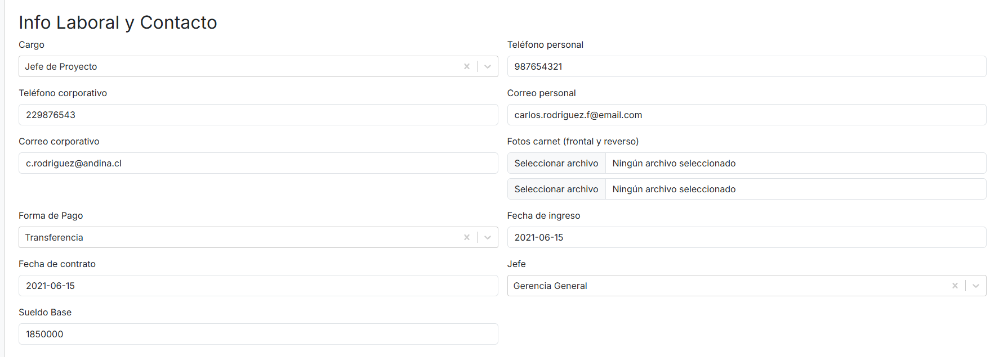 Info Laboral y Contacto
Cargo
Jefe de Proyecto
Teléfono personal
987654321
Teléfono corporativo
229876543
Correo personal
carlos.rodriguez.f@email.com
Correo corporativo
c.rodriguez@andina.cl
Fotos carnet (frontal y reverso)
Seleccionar archivo Ningún archivo seleccionado
Seleccionar archivo Ningún archivo seleccionado
Forma de Pago
Transferencia
Fecha de ingreso
2021-06-15
Fecha de contrato
2021-06-15
Jefe
Gerencia General
Sueldo Base
1850000